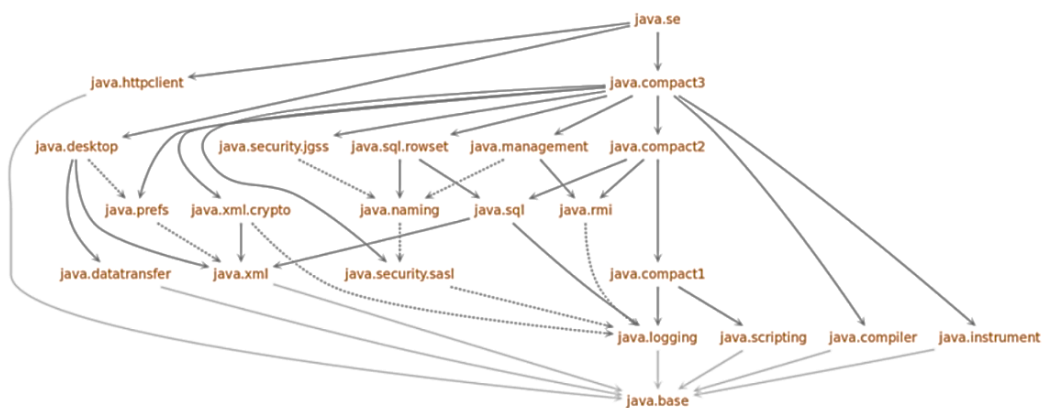 java.se
java.httpclient
java.compact3
java.desktop
java.security.jgss
java.sql.rowset
java.management
java.compact2
java.prefs
java.xml.crypto
java.naming
java.sql
java.rmi
java.datatransfer
java.xml
java.security.sasl
java.compact1
java.logging
java.scripting
java.compiler
java.instrument
java.base